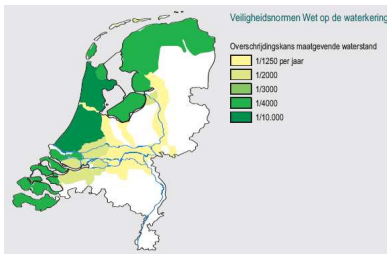 Veiligheidsnormen Wet op de waterkering
Overschrijdingskans maatgevende waterstand
1/1250 per jaar
1/2000
1/3000
1/4000
1/10.000